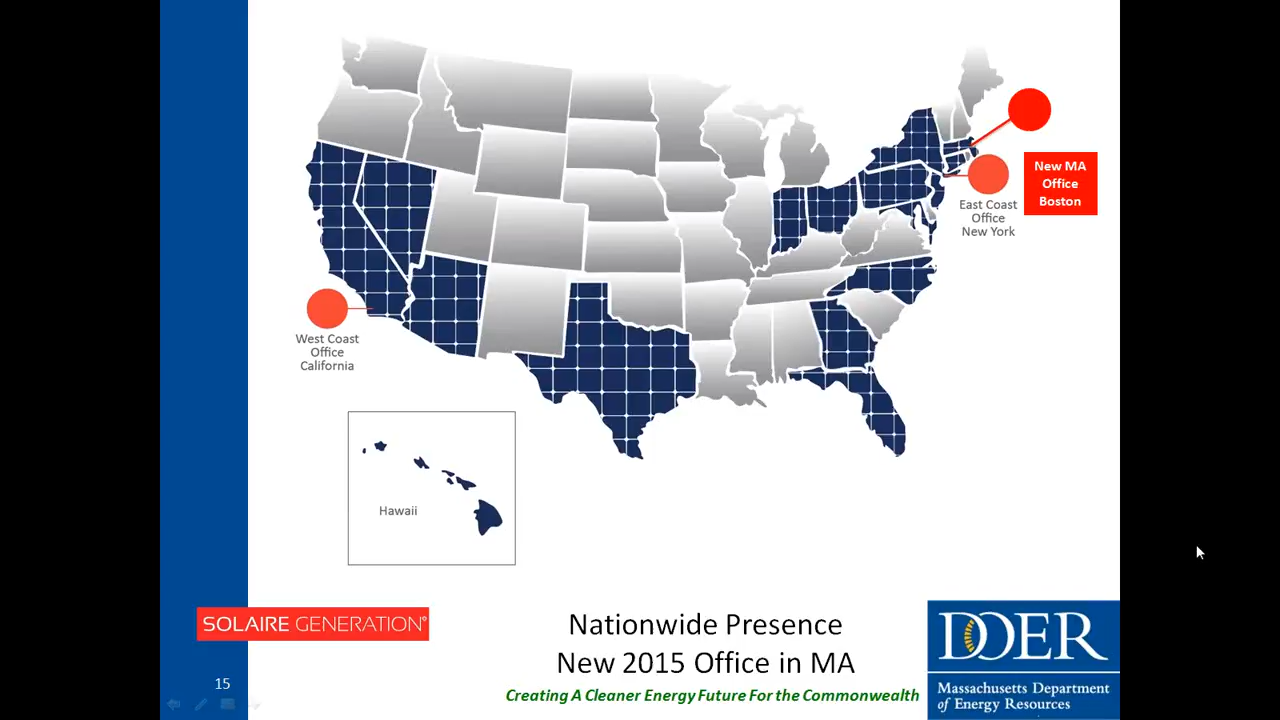 New MA
Office
Boston
East Coast
Office
New York
West Coast
Office
California
Hawaii
SOLAIRE GENERATION®
Nationwide Presence
New 2015 Office in MA
Creating A Cleaner Energy Future For the Commonwealth
15
DOER
Massachusetts Department
of Energy Resources